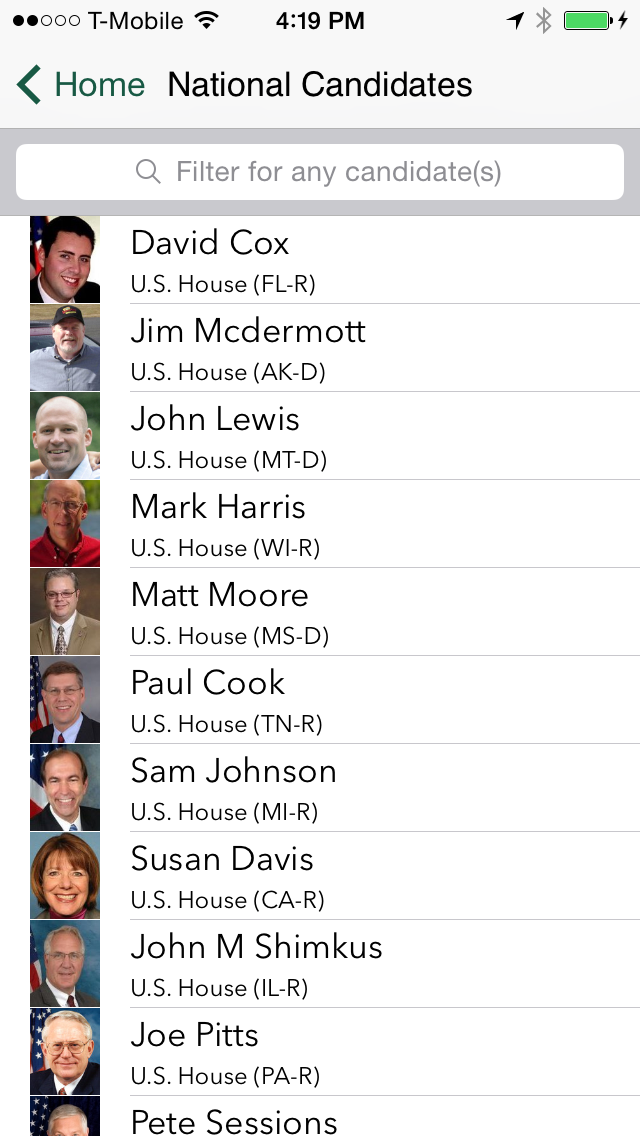 T-Mobile 4:19 PM
Home National Candidates
Filter for any candidate(s)
David Cox
U.S. House (FL-R)
Jim Mcdermott
U.S. House (AK-D)
John Lewis
U.S. House (MT-D)
Mark Harris
U.S. House (WI-R)
Matt Moore
U.S. House (MS-D)
Paul Cook
U.S. House (TN-R)
Sam Johnson
U.S. House (MI-R)
Susan Davis
U.S. House (CA-R)
John M Shimkus
U.S. House (IL-R)
Joe Pitts
U.S. House (PA-R)
Pete Sessions